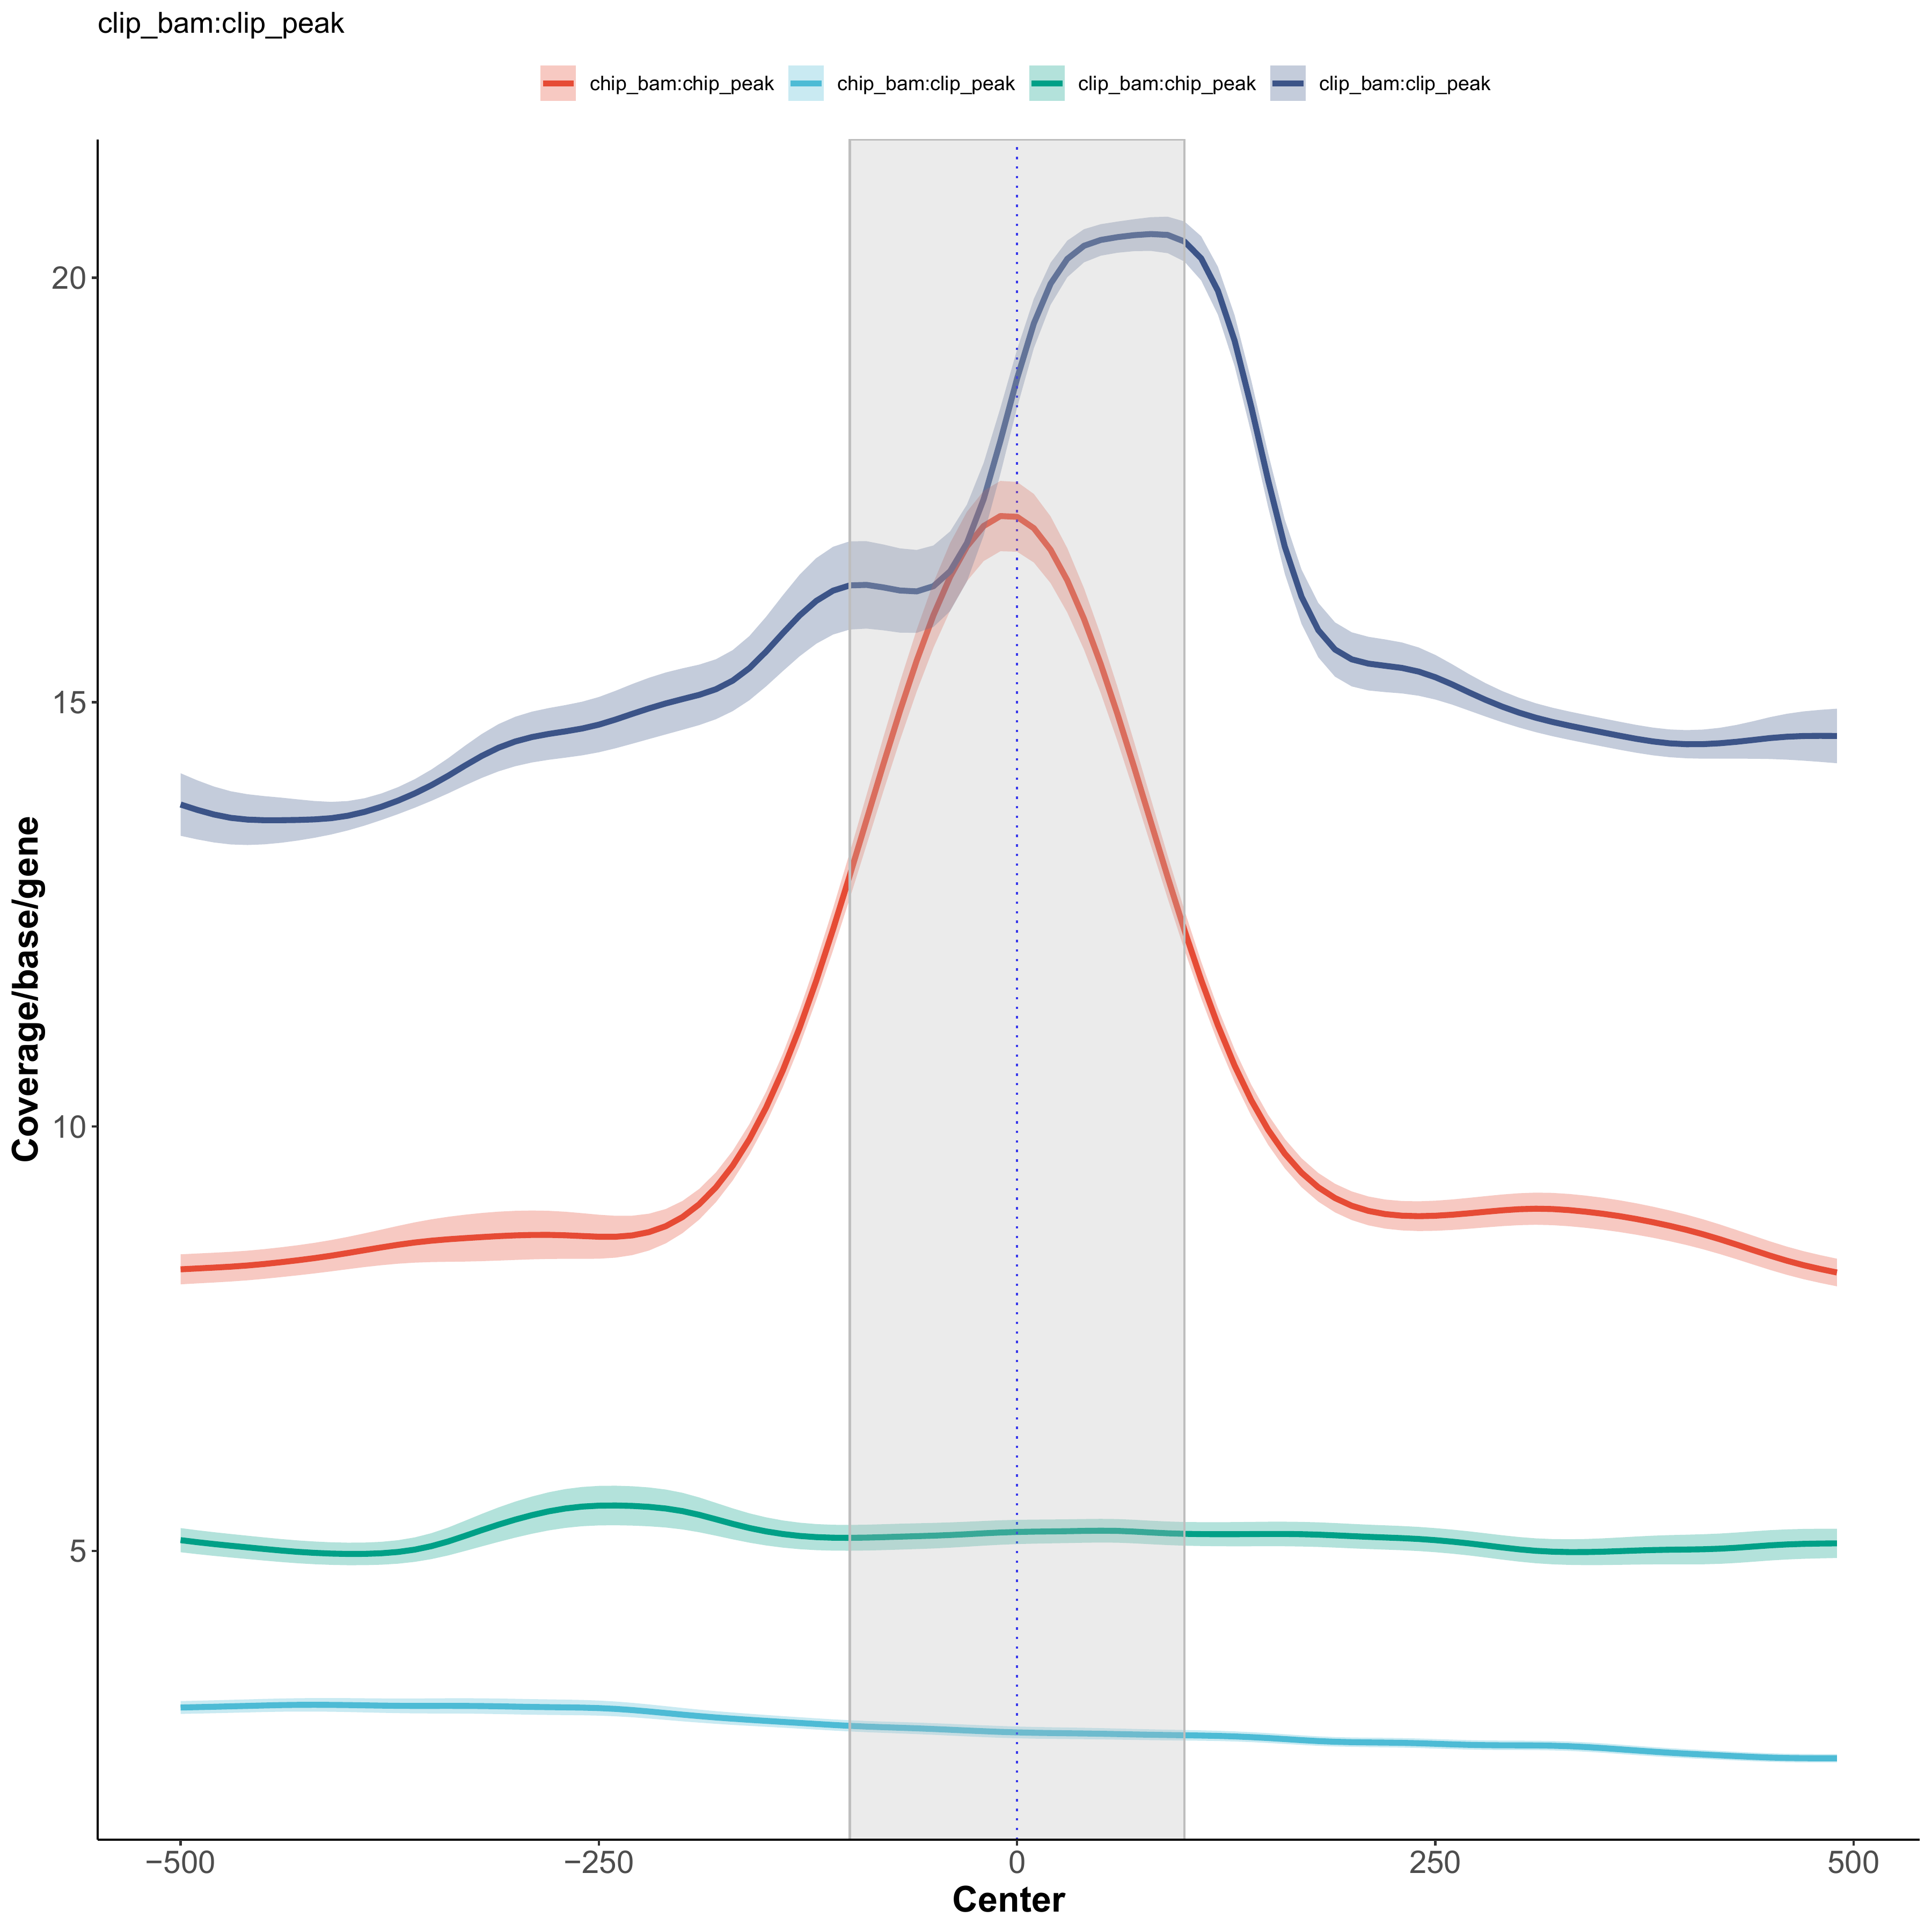 clip_bam:clip_peak
chip_bam:chip_peak chip_bam:clip_peak clip_bam:chip_peak clip_bam:clip_peak
Coverage/base/gene
20
15
10
5
−500 −250 0 250 500
Center